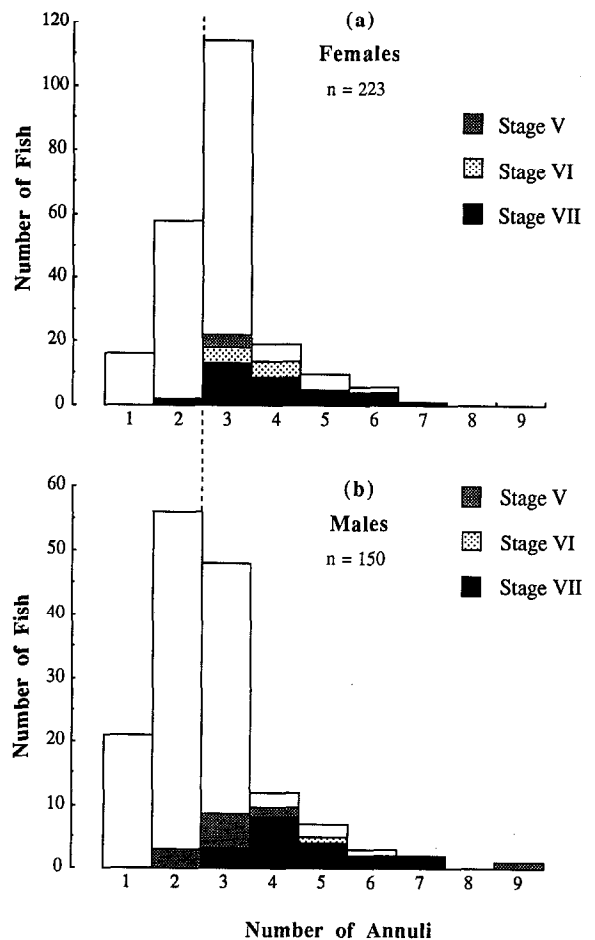 (a)
Females
n = 223
Stage V
Stage VI
Stage VII
Number of Fish
120
100
80
60
40
20
0
1 2 3 4 5 6 7 8 9
(b)
Males
n = 150
Stage V
Stage VI
Stage VII
Number of Fish
60
50
40
30
20
10
0
1 2 3 4 5 6 7 8 9
Number of Annuli